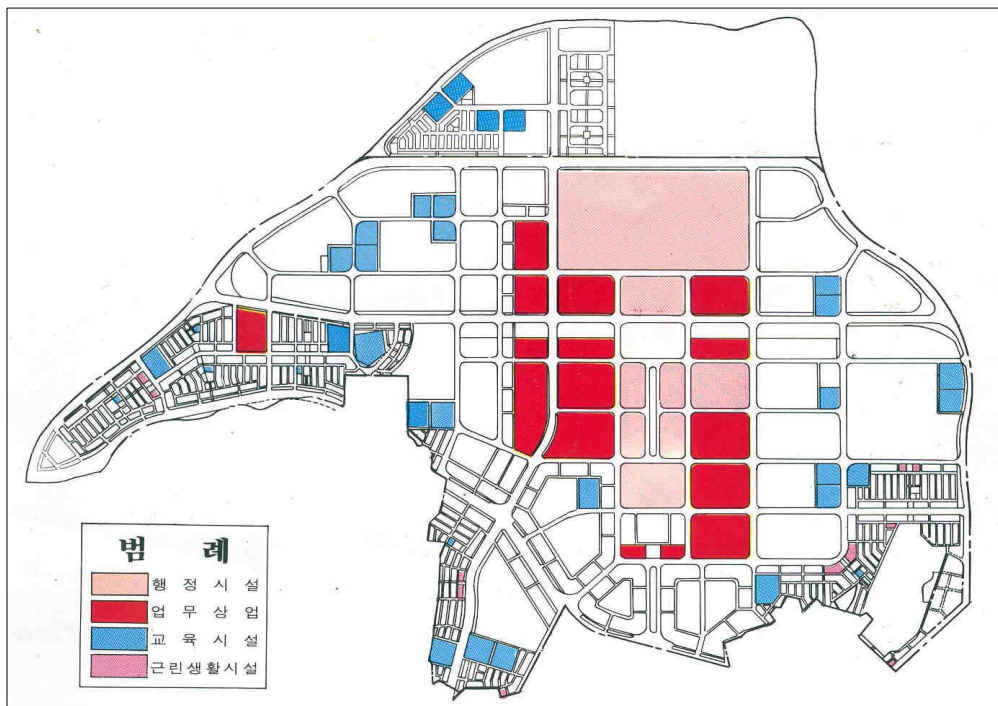 범 례
행 정 시 설
업 무 상 업
교 육 시 설
근린생활시설